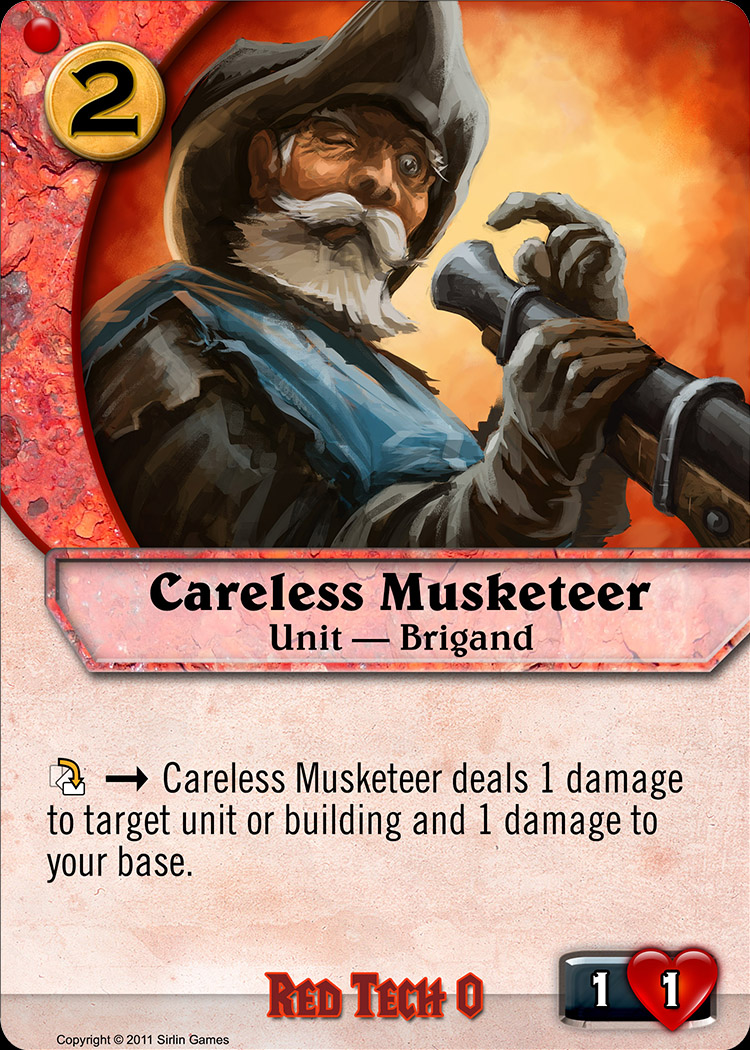 2
Careless Musketeer
Unit — Brigand
→ Careless Musketeer deals 1 damage
to target unit or building and 1 damage to
your base.
Red Tech 0
1 1
Copyright © 2011 Sirlin Games